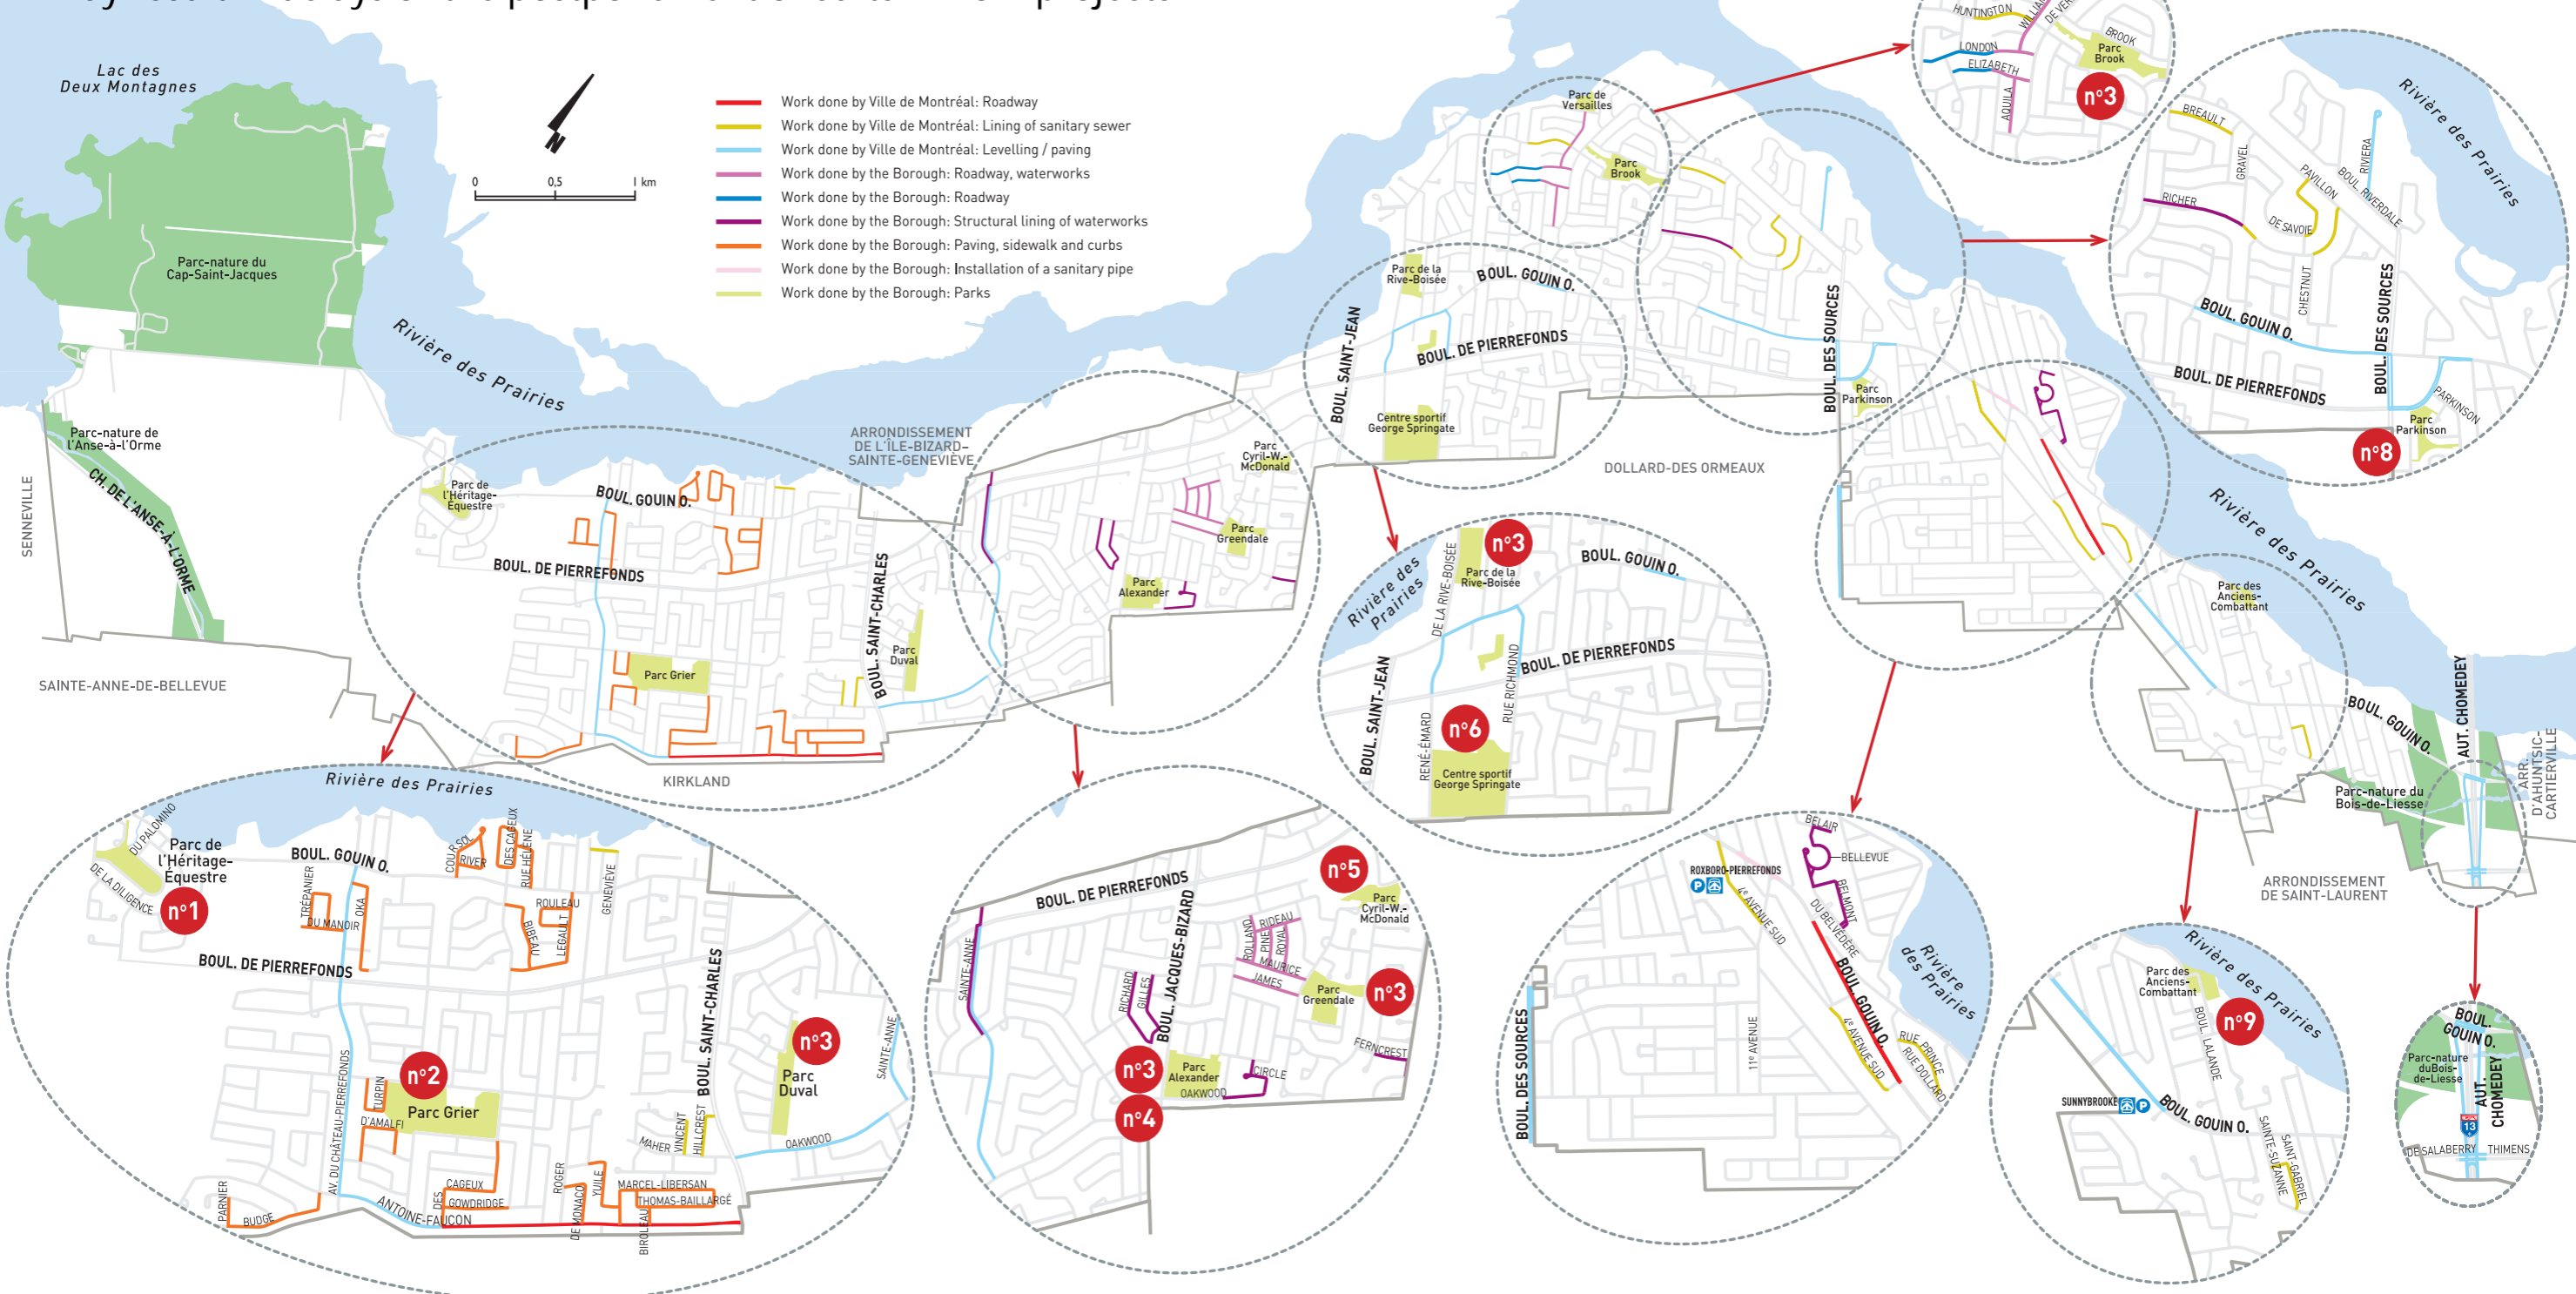 Lac des
Deux Montagnes
Parc-nature du
Cap-Saint-Jacques
0 0,5 1 km
N
Work done by Ville de Montréal: Roadway
Work done by Ville de Montréal: Lining of sanitary sewer
Work done by Ville de Montréal: Levelling / paving
Work done by the Borough: Roadway, waterworks
Work done by the Borough: Roadway
Work done by the Borough: Structural lining of waterworks
Work done by the Borough: Paving, sidewalk and curbs
Work done by the Borough: Installation of a sanitary pipe
Work done by the Borough: Parks
Rivière des Prairies
Parc-nature de
l'Anse-à-l'Orme
CH. DE L'ANSE-À-L'ORME
SENNEVILLE
SAINTE-ANNE-DE-BELLEVUE
Parc de
l'Héritage-
Équestre
BOUL. GOUIN O.
BOUL. DE PIERREFONDS
Parc Grier
BOUL. SAINT-CHARLES
Parc
Duval
KIRKLAND
ARRONDISSEMENT
DE L'ÎLE-BIZARD–
SAINTE-GENEVIÈVE
Parc
Cyril-W.-
McDonald
Parc
Greendale
Parc
Alexander
BOUL. SAINT-JEAN
Parc de la
Rive-Boisée
BOUL. GOUIN O.
BOUL. DE PIERREFONDS
Centre sportif
George Springate
Parc de
Versailles
Parc
Brook
BOUL. DES SOURCES
Parc
Parkinson
DOLLARD-DES ORMEAUX
HUNTINGTON
LONDON
ELIZABETH
AQUILA
BROOK
Parc
Brook
n°3
Rivière des Prairies
BREAULT
GRAVEL
RIVIERA
PAVILLON
BOUL. RIVERDALE
RICHER
DE SAVOIE
CHESTNUT
BOUL. GOUIN O.
BOUL. DES SOURCES
BOUL. DE PIERREFONDS
PARKINSON
Parc
Parkinson
n°8
Rivière des Prairies
Parc des
Anciens-
Combattant
BOUL. GOUIN O.
AUT. CHOMEDEY
ARR.
D'AHUNTSIC-
CARTIERVILLE
Parc-nature du
Bois-de-Liesse
ARRONDISSEMENT
DE SAINT-LAURENT
Rivière des
Prairies
DE LA RIVE-BOISÉE
n°3
Parc de la
Rive-Boisée
BOUL. GOUIN O.
BOUL. DE PIERREFONDS
BOUL. SAINT-JEAN
RENÉ-ÉMARD
RUE RICHMOND
n°6
Centre sportif
George Springate
Rivière des Prairies
DU PALOMINO
Parc de
l'Héritage-
Équestre
DE LA DILIGENCE
n°1
BOUL. GOUIN O.
TRÉPANIER
DU MANOIR
OKA
COURSOL
RIVER
DES CAGEUX
RUE HÉLÈNE
ROULEAU
BIBEAU
LEGAULT
GENEVIÈVE
BOUL. DE PIERREFONDS
BOUL. SAINT-CHARLES
n°3
Parc
Duval
SAINTE-ANNE
OAKWOOD
AV. DU CHÂTEAU-PIERREFONDS
n°2
TURPIN
Parc Grier
D'AMALFI
MAHER
VINCENT
HILLCREST
PARNIER
BUDGE
ANTOINE-FAUCON
DES
CAGEUX
GOWDRIDGE
ROGER
DE MONACO
YUILE
MARCEL-LIBERSAN
THOMAS-BAILLARGÉ
BIROLEAU
BOUL. DE PIERREFONDS
SAINTE-ANNE
BOUL. JACQUES-BIZARD
RICHARD
GILLES
n°5
Parc
Cyril-W.-
McDonald
ROLLAND
RIDEAU
PINE
ROYAL
MAURICE
JAMES
Parc
Greendale
n°3
FERNCREST
n°3
Parc
Alexander
CIRCLE
OAKWOOD
n°4
BELAIR
BELLEVUE
ROXBORO-PIERREFONDS
P
4e AVENUE SUD
BELMONT
DU BELVÉDÈRE
BOUL. GOUIN O.
Rivière
des Prairies
BOUL. DES SOURCES
11e AVENUE
4e AVENUE SUD
RUE PRINCE
RUE DOLLARD
Rivière des Prairies
Parc des
Anciens-
Combattant
n°9
BOUL. LALANDE
SUNNYBROOKE
P
BOUL. GOUIN O.
SAINTE-SUZANNE
SAINT-GABRIEL
BOUL.
GOUIN O.
Parc-nature
duBois-
de-Liesse
AUT.
CHOMEDEY
13
DE SALABERRY
THIMENS